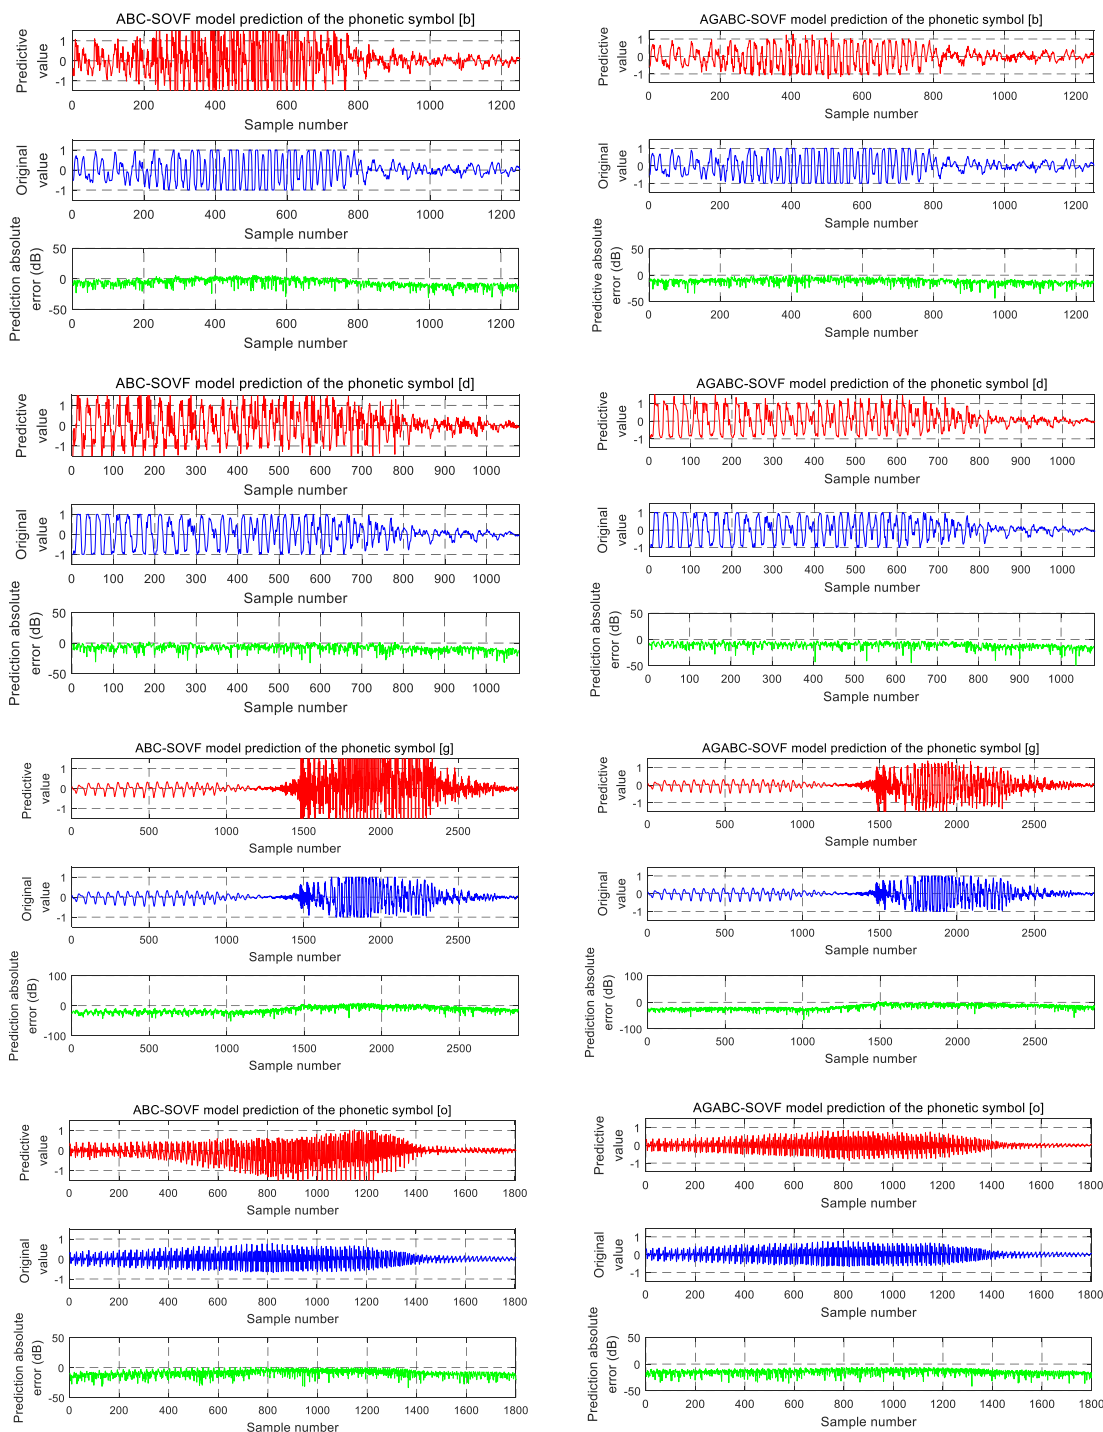 ABC-SOVF model prediction of the phonetic symbol [b]
Predictive
value
1
0
-1
0 200 400 600 800 1000 1200
Sample number
Original
value
1
0
-1
0 200 400 600 800 1000 1200
Sample number
Prediction absolute
error (dB)
50
0
-50
0 200 400 600 800 1000 1200
Sample number
AGABC-SOVF model prediction of the phonetic symbol [b]
Predictive
value
1
0
-1
0 200 400 600 800 1000 1200
Sample number
Original
value
1
0
-1
0 200 400 600 800 1000 1200
Sample number
Predictive absolute
error (dB)
50
0
-50
0 200 400 600 800 1000 1200
Sample number
ABC-SOVF model prediction of the phonetic symbol [d]
Predictive
value
1
0
-1
0 100 200 300 400 500 600 700 800 900 1000
Sample number
Original
value
1
0
-1
0 100 200 300 400 500 600 700 800 900 1000
Sample number
Prediction absolute
error (dB)
50
0
-50
0 100 200 300 400 500 600 700 800 900 1000
Sample number
AGABC-SOVF model prediction of the phonetic symbol [d]
Predictive
value
1
0
-1
0 100 200 300 400 500 600 700 800 900 1000
Sample number
Original
value
1
0
-1
0 100 200 300 400 500 600 700 800 900 1000
Sample number
Prediction absolute
error (dB)
50
0
-50
0 100 200 300 400 500 600 700 800 900 1000
Sample number
ABC-SOVF model prediction of the phonetic symbol [g]
Predictive
value
1
0
-1
0 500 1000 1500 2000 2500
Sample number
Original
value
1
0
-1
0 500 1000 1500 2000 2500
Sample number
Prediction absolute
error (dB)
100
0
-100
0 500 1000 1500 2000 2500
Sample number
AGABC-SOVF model prediction of the phonetic symbol [g]
Predictive
value
1
0
-1
0 500 1000 1500 2000 2500
Sample number
Original
value
1
0
-1
0 500 1000 1500 2000 2500
Sample number
Prediction absolute
error (dB)
100
0
-100
0 500 1000 1500 2000 2500
Sample number
ABC-SOVF model prediction of the phonetic symbol [o]
Predictive
value
1
0
-1
0 200 400 600 800 1000 1200 1400 1600 1800
Sample number
Original
value
1
0
-1
0 200 400 600 800 1000 1200 1400 1600 1800
Sample number
Prediction absolute
error (dB)
50
0
-50
0 200 400 600 800 1000 1200 1400 1600 1800
Sample number
AGABC-SOVF model prediction of the phonetic symbol [o]
Predictive
value
1
0
-1
0 200 400 600 800 1000 1200 1400 1600 1800
Sample number
Original
value
1
0
-1
0 200 400 600 800 1000 1200 1400 1600 1800
Sample number
Prediction absolute
error (dB)
50
0
-50
0 200 400 600 800 1000 1200 1400 1600 1800
Sample number